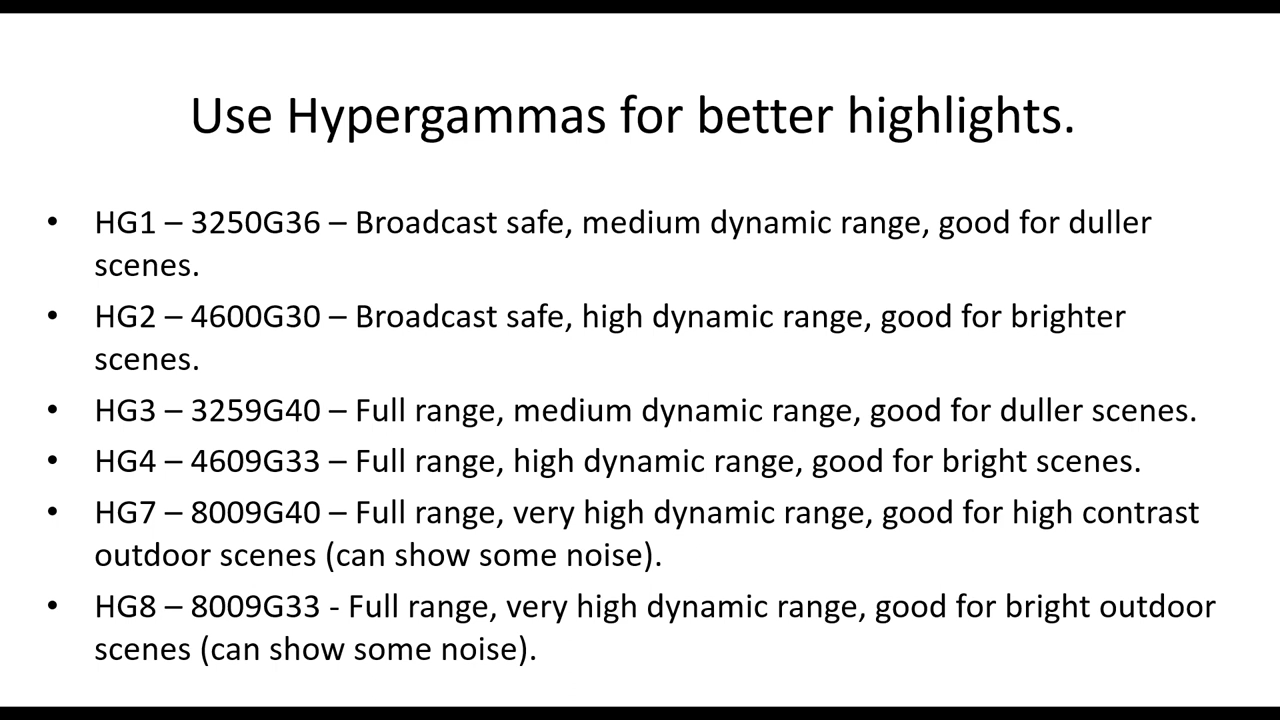 Use Hypergammas for better highlights.
• HG1 – 3250G36 – Broadcast safe, medium dynamic range, good for duller
scenes.
• HG2 – 4600G30 – Broadcast safe, high dynamic range, good for brighter
scenes.
• HG3 – 3259G40 – Full range, medium dynamic range, good for duller scenes.
• HG4 – 4609G33 – Full range, high dynamic range, good for bright scenes.
• HG7 – 8009G40 – Full range, very high dynamic range, good for high contrast
outdoor scenes (can show some noise).
• HG8 – 8009G33 - Full range, very high dynamic range, good for bright outdoor
scenes (can show some noise).